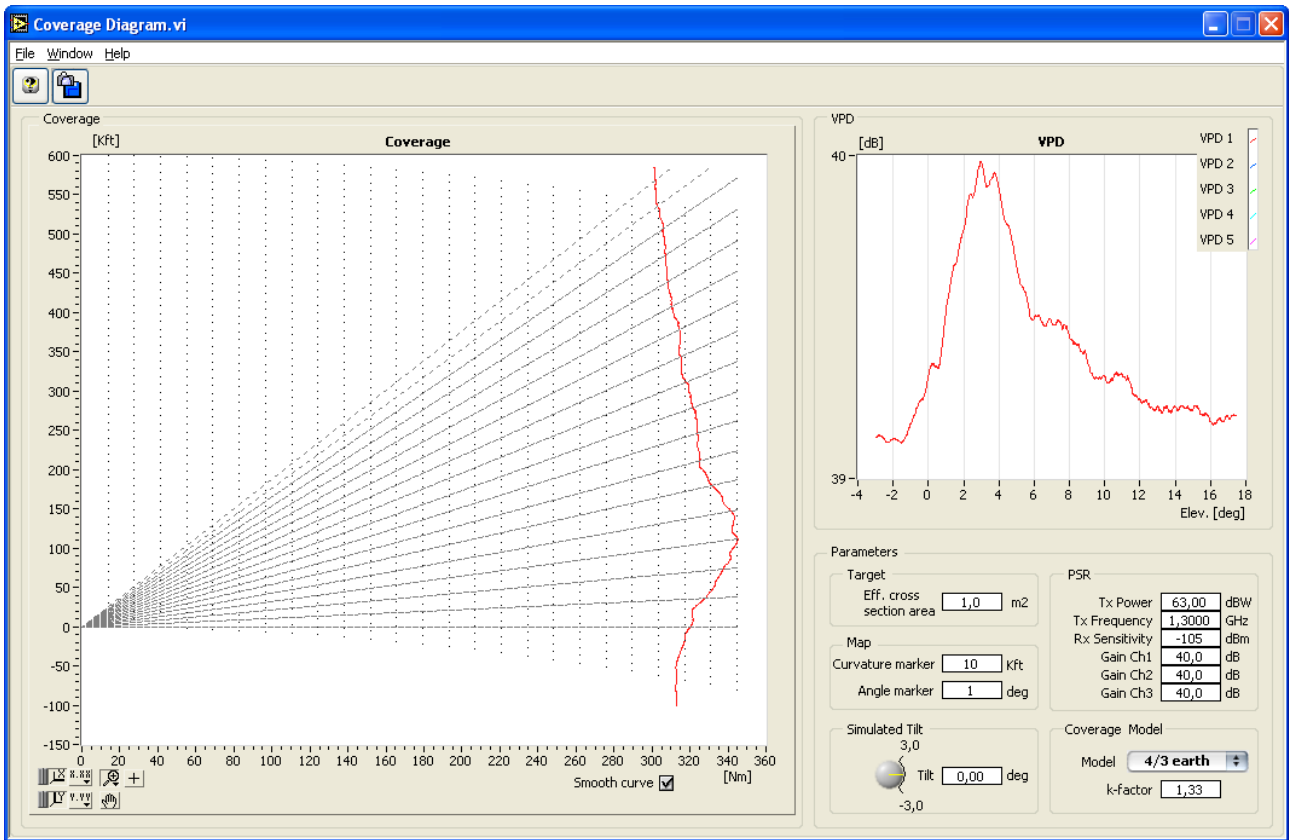 Coverage Diagram.vi
File Window Help
Coverage
[Kft] Coverage
600
550
500
450
400
350
300
250
200
150
100
50
0
-50
-100
-150
0 20 40 60 80 100 120 140 160 180 200 220 240 260 280 300 320 340 360
Smooth curve [Nm]
X X.XX
Y Y.YY
VPD
[dB] VPD
VPD 1
VPD 2
VPD 3
VPD 4
VPD 5
40
39
-4 -2 0 2 4 6 8 10 12 14 16 18
Elev. [deg]
Parameters
Target
Eff. cross
section area 1,0 m2
Map
Curvature marker 10 Kft
Angle marker 1 deg
Simulated Tilt
3,0
Tilt 0,00 deg
-3,0
PSR
Tx Power 63,00 dBW
Tx Frequency 1,3000 GHz
Rx Sensitivity -105 dBm
Gain Ch1 40,0 dB
Gain Ch2 40,0 dB
Gain Ch3 40,0 dB
Coverage Model
Model 4/3 earth
k-factor 1,33